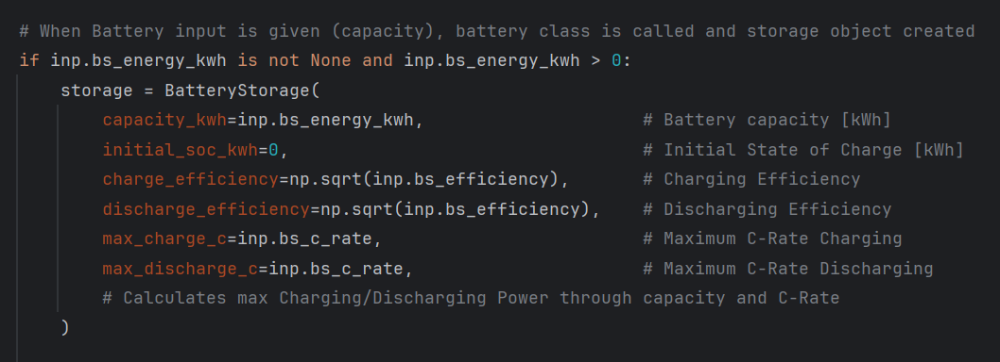 # When Battery input is given (capacity), battery class is called and storage object created
if inp.bs_energy_kwh is not None and inp.bs_energy_kwh > 0:
    storage = BatteryStorage(
        capacity_kwh=inp.bs_energy_kwh,                     # Battery capacity [kWh]
        initial_soc_kwh=0,                                  # Initial State of Charge [kWh]
        charge_efficiency=np.sqrt(inp.bs_efficiency),       # Charging Efficiency
        discharge_efficiency=np.sqrt(inp.bs_efficiency),    # Discharging Efficiency
        max_charge_c=inp.bs_c_rate,                         # Maximum C-Rate Charging
        max_discharge_c=inp.bs_c_rate,                      # Maximum C-Rate Discharging
        # Calculates max Charging/Discharging Power through capacity and C-Rate
    )